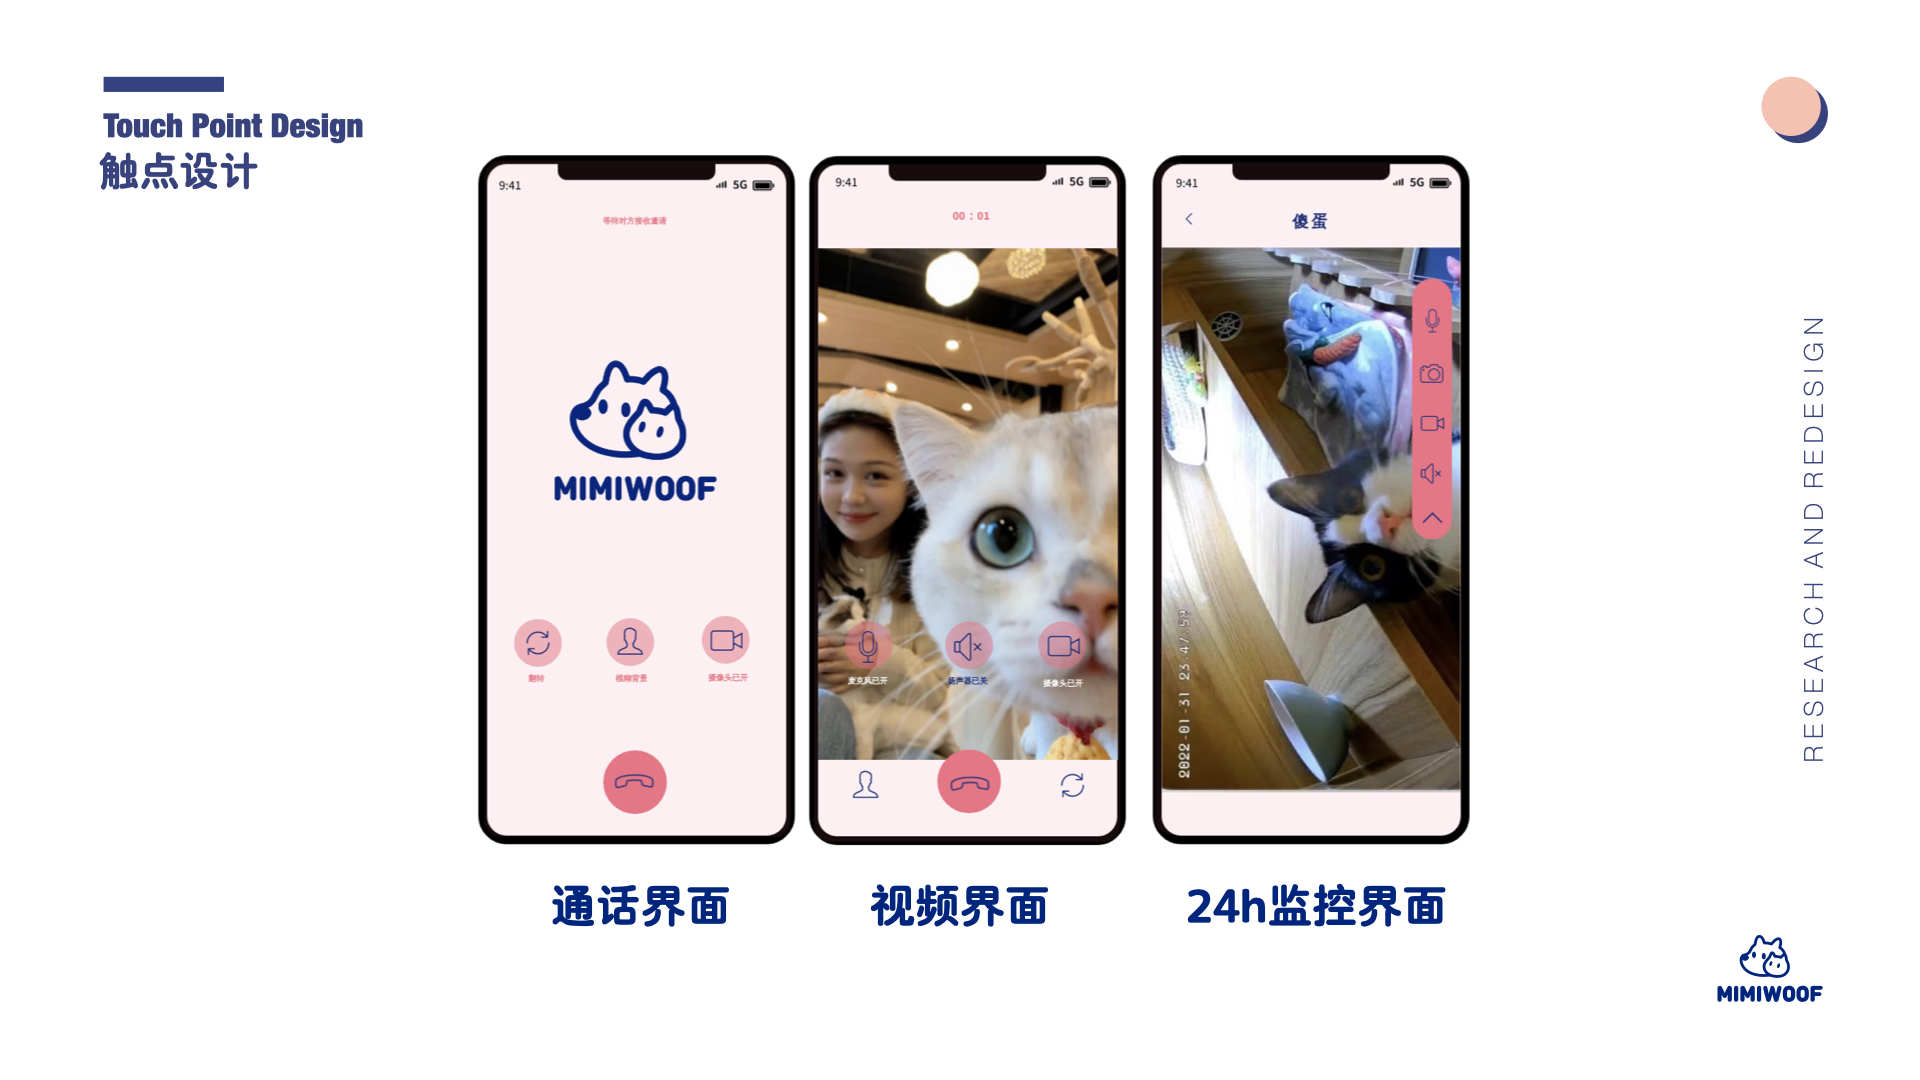 Touch Point Design
触点设计
9:41
5G
等待对方接收邀请
MIMIWOOF
翻转
模糊背景
摄像头已开
9:41
5G
00 : 01
麦克风已开
扬声器已关
摄像头已开
9:41
5G
傻蛋
2022-01-31 23:47:59
通话界面
视频界面
24h监控界面
RESEARCH AND REDESIGN
MIMIWOOF